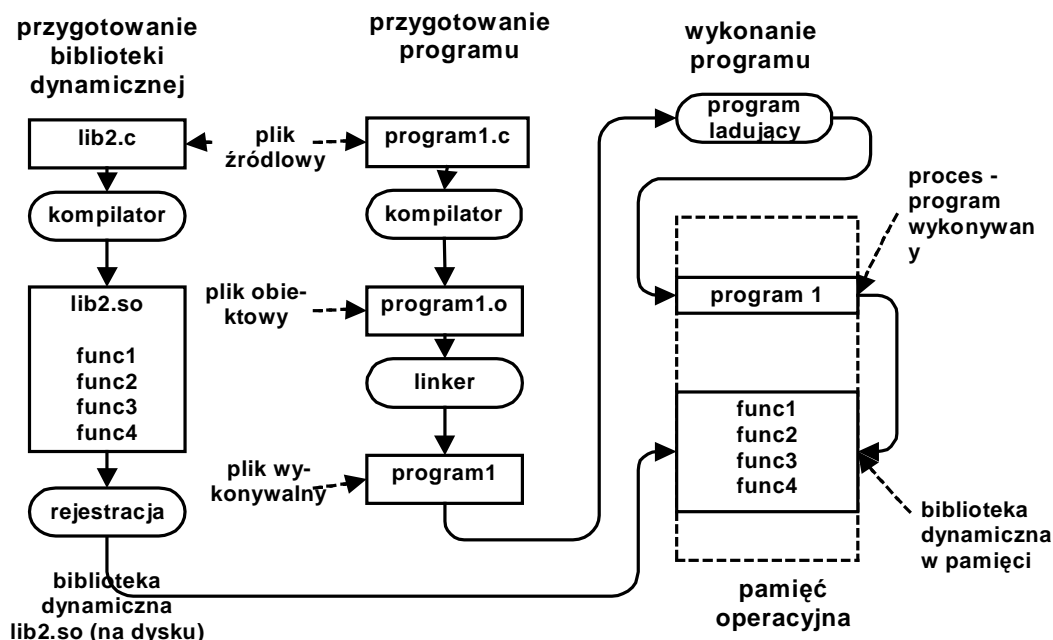 przygotowanie
biblioteki
dynamicznej
lib2.c
kompilator
lib2.so
func1
func2
func3
func4
rejestracja
biblioteka
dynamiczna
lib2.so (na dysku)
plik
źródlowy
plik obie-
ktowy
plik wy-
konywalny
przygotowanie
programu
program1.c
kompilator
program1.o
linker
program1
wykonanie
programu
program
ladujący
program 1
func1
func2
func3
func4
pamięć
operacyjna
proces -
program
wykonywan
y
biblioteka
dynamiczna
w pamięci